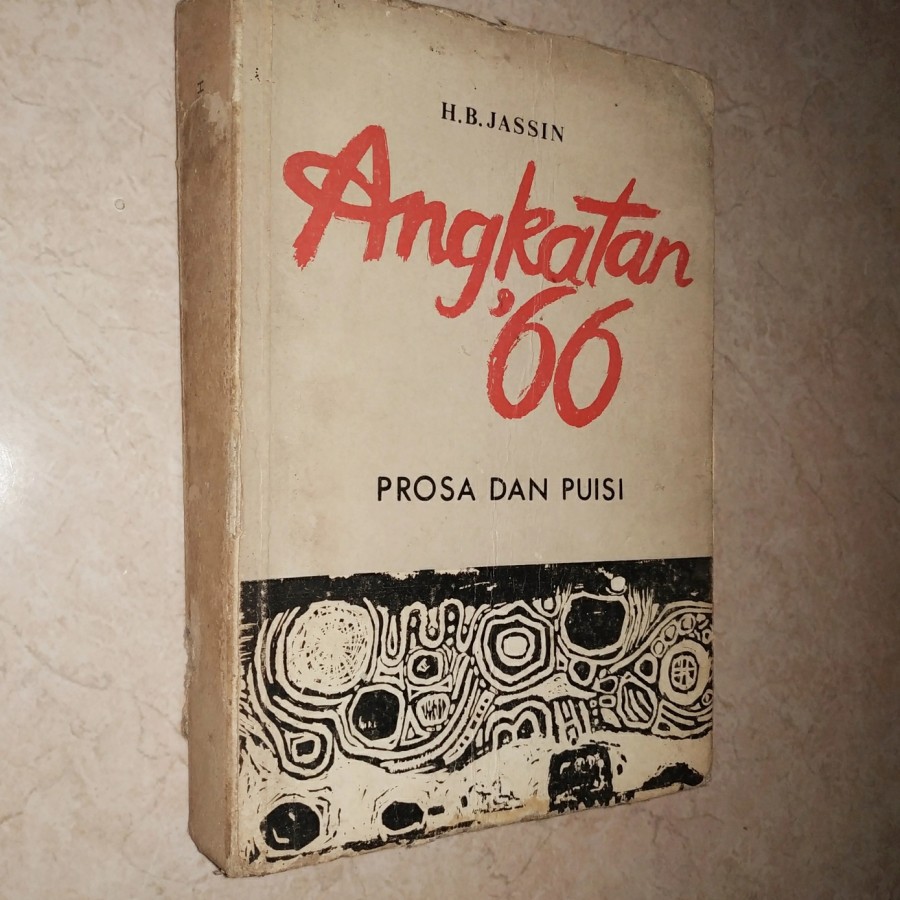 H.B. JASSIN
Angkatan
'66
PROSA DAN PUISI